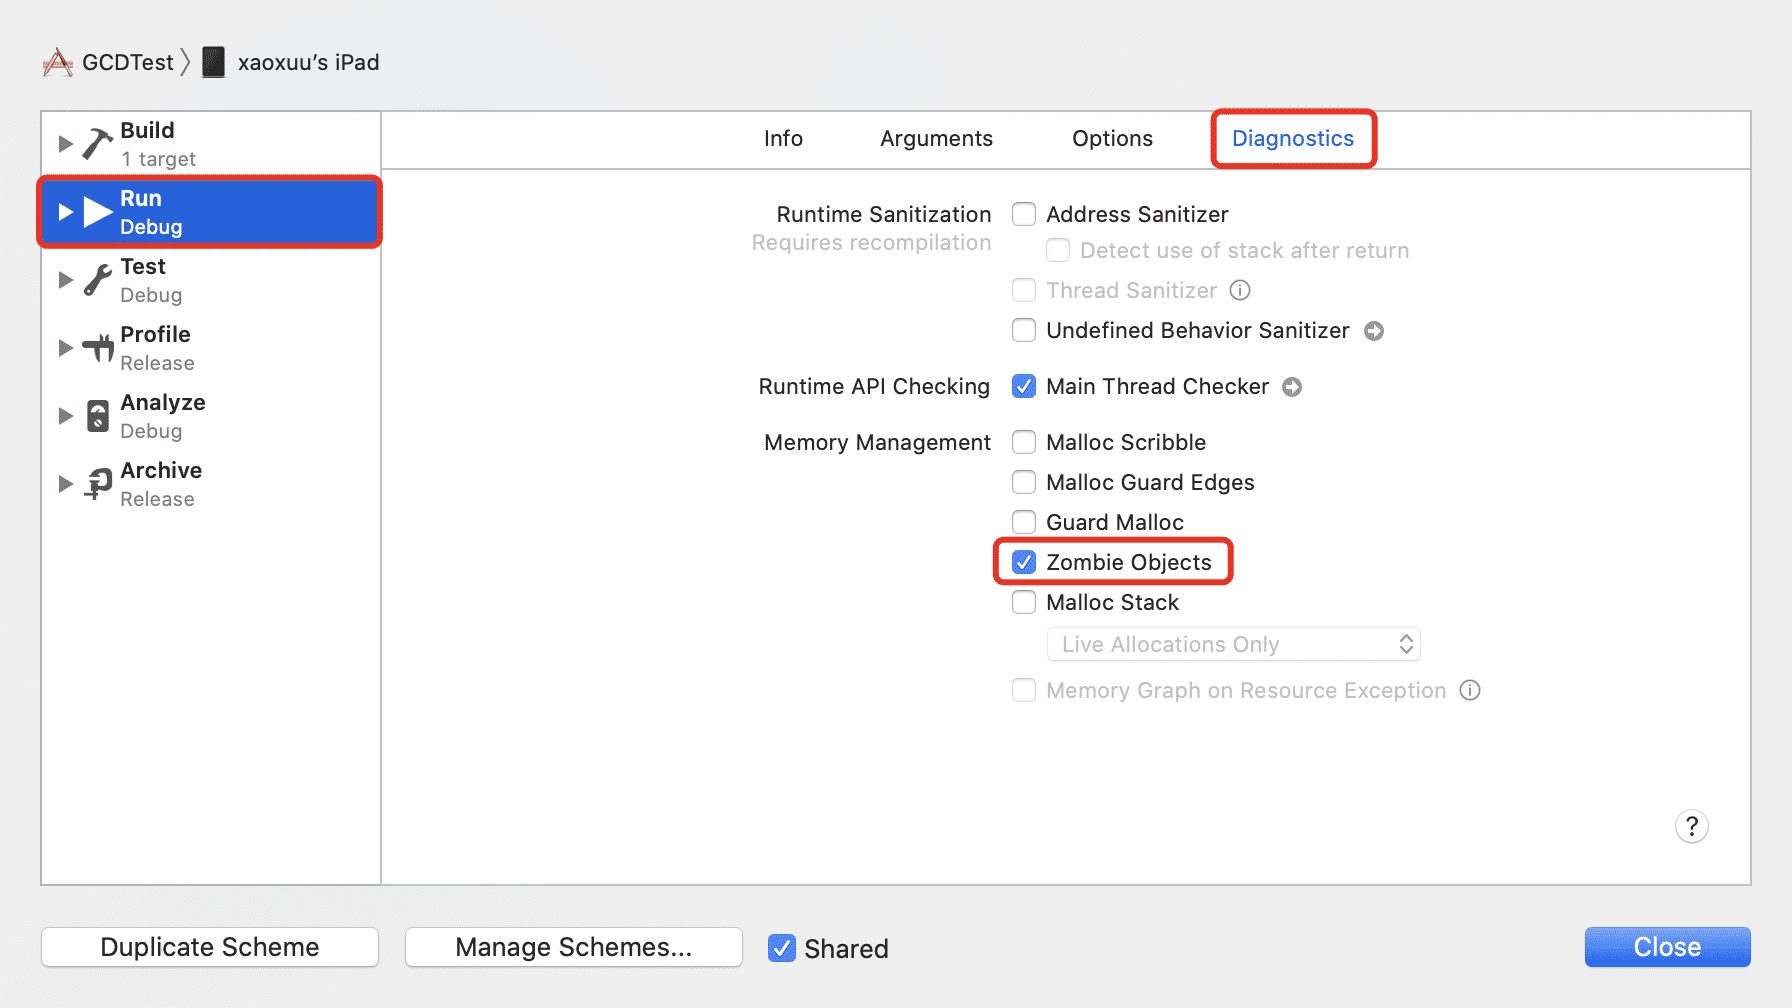 GCDTest xaoxuu’s iPad
Info Arguments Options Diagnostics
Build
1 target
Run
Debug
Test
Debug
Profile
Release
Analyze
Debug
Archive
Release
Runtime Sanitization Address Sanitizer
Requires recompilation Detect use of stack after return
Thread Sanitizer
Undefined Behavior Sanitizer
Runtime API Checking Main Thread Checker
Memory Management Malloc Scribble
Malloc Guard Edges
Guard Malloc
Zombie Objects
Malloc Stack
Live Allocations Only
Memory Graph on Resource Exception
?
Duplicate Scheme Manage Schemes... Shared Close